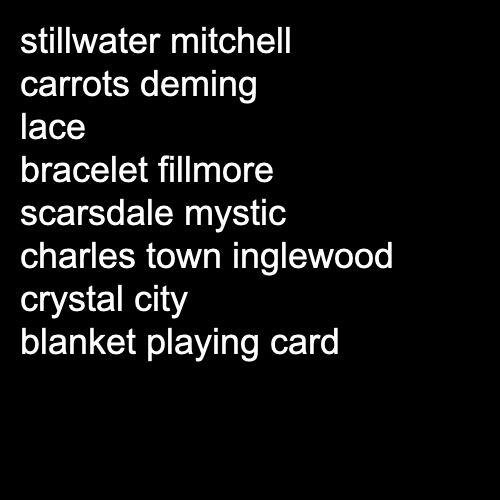 stillwater mitchell
carrots deming
lace
bracelet fillmore
scarsdale mystic
charles town inglewood
crystal city
blanket playing card